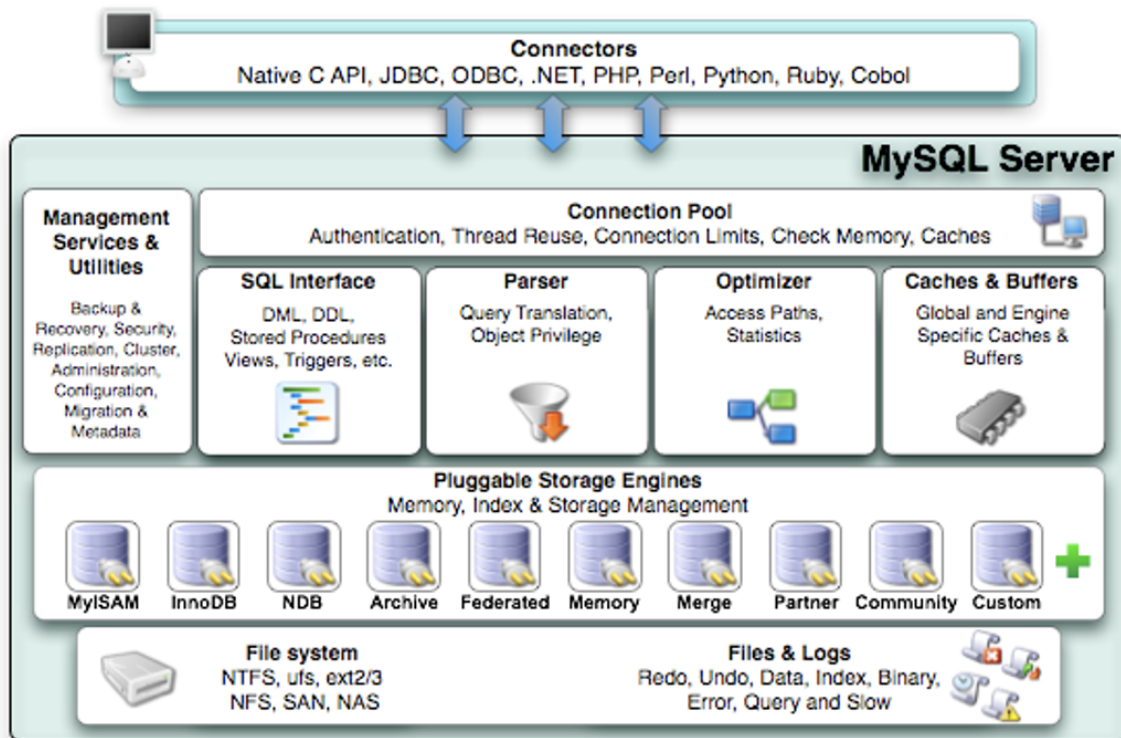 Connectors
Native C API, JDBC, ODBC, .NET, PHP, Perl, Python, Ruby, Cobol
MySQL Server
Management
Services &
Utilities
Backup &
Recovery, Security,
Replication, Cluster,
Administration,
Configuration,
Migration &
Metadata
Connection Pool
Authentication, Thread Reuse, Connection Limits, Check Memory, Caches
SQL Interface
DML, DDL,
Stored Procedures
Views, Triggers, etc.
Parser
Query Translation,
Object Privilege
Optimizer
Access Paths,
Statistics
Caches & Buffers
Global and Engine
Specific Caches &
Buffers
Pluggable Storage Engines
Memory, Index & Storage Management
MyISAM
InnoDB
NDB
Archive
Federated
Memory
Merge
Partner
Community
Custom
File system
NTFS, ufs, ext2/3
NFS, SAN, NAS
Files & Logs
Redo, Undo, Data, Index, Binary,
Error, Query and Slow